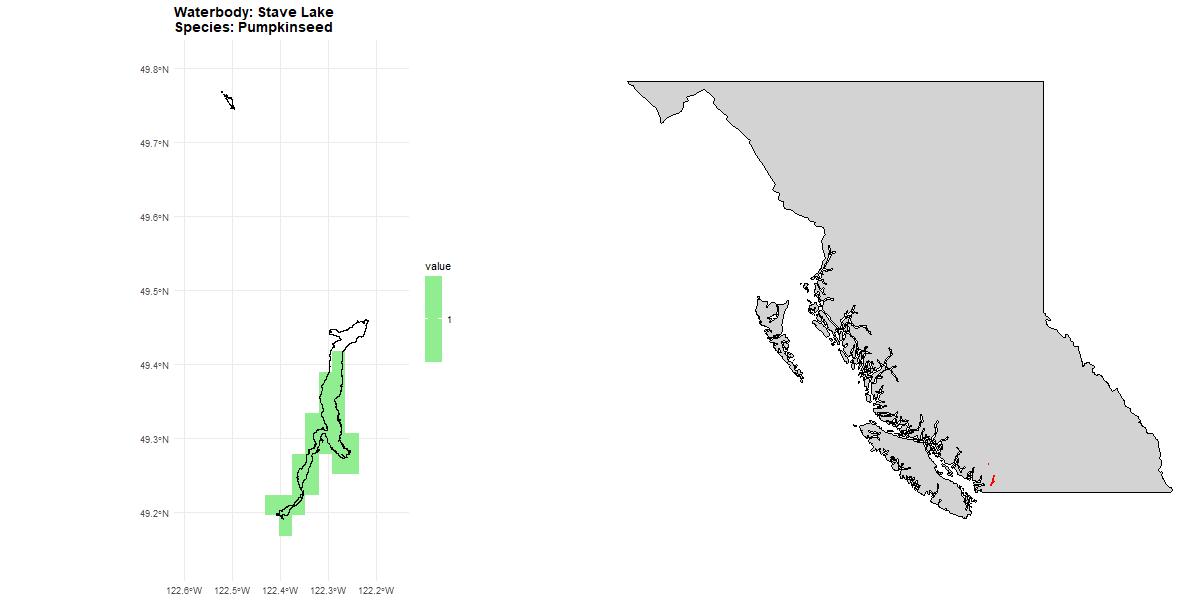 Waterbody: Stave Lake
Species: Pumpkinseed
49.8°N
49.7°N
49.6°N
49.5°N
49.4°N
49.3°N
49.2°N
122.6°W 122.5°W 122.4°W 122.3°W 122.2°W
value
1